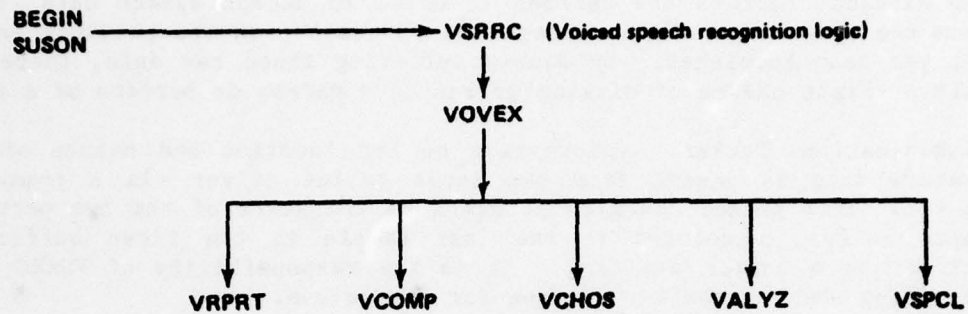 BEGIN
SUSON
VSRRC (Voiced speech recognition logic)
VOVEX
VRPRT VCOMP VCHOS VALYZ VSPCL